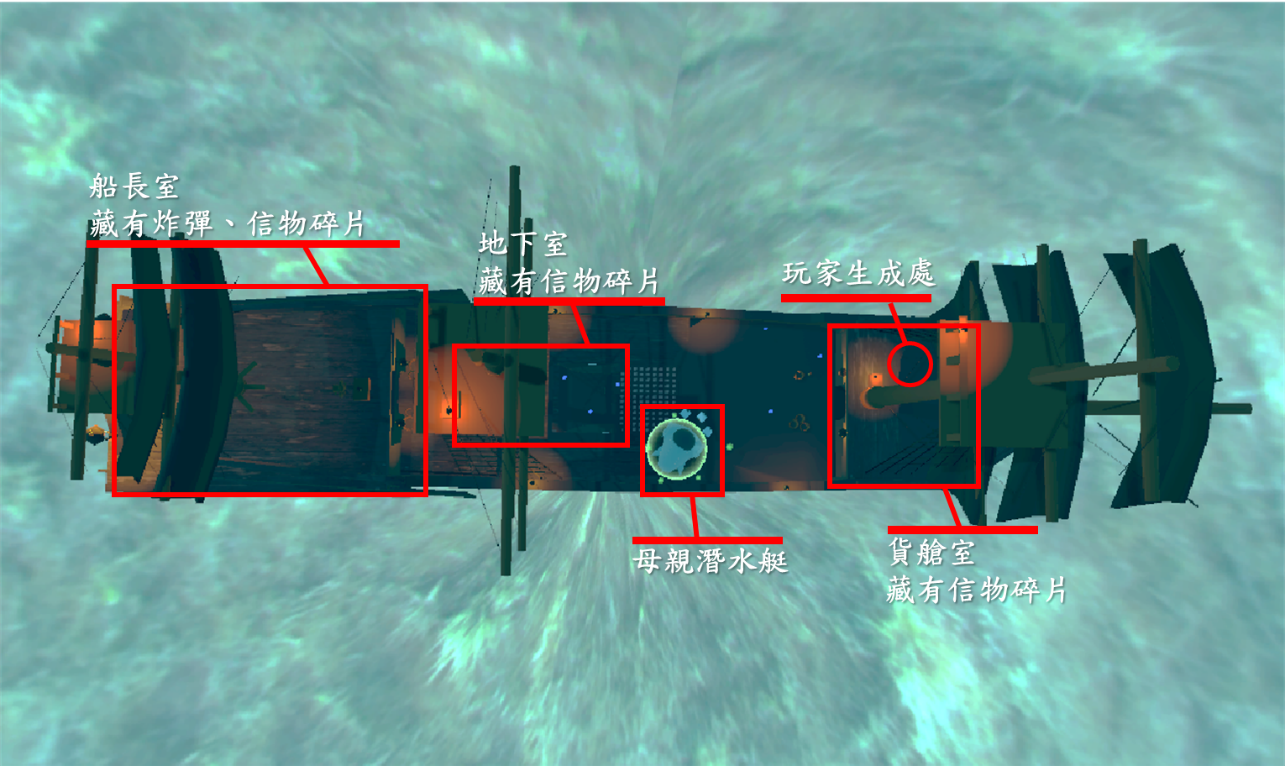 船長室
藏有炸彈、信物碎片
地下室
藏有信物碎片
玩家生成處
母親潛水艇
貨艙室
藏有信物碎片